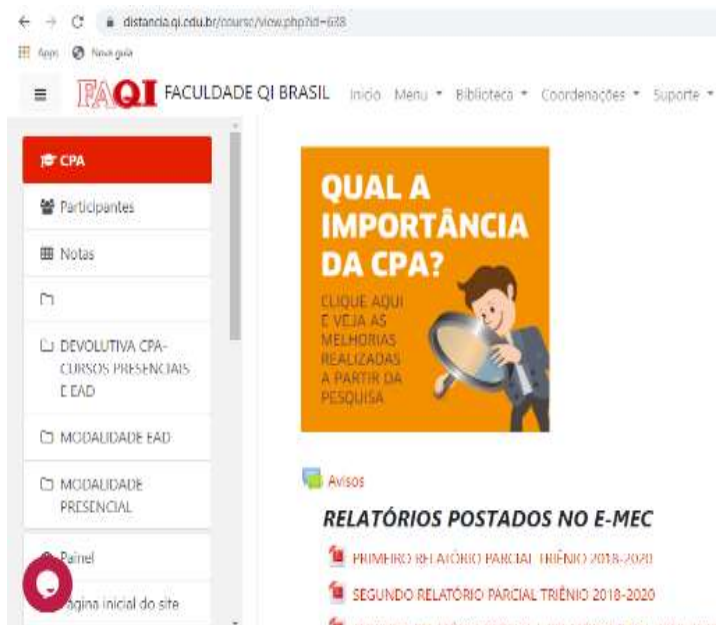 distancia.qi.edu.br/course/view.php?id=638
Apps Nova guia
FAQI FACULDADE QI BRASIL Início Menu Biblioteca Coordenações Suporte
CPA
Participantes
Notas
DEVOLUTIVA CPA-
CURSOS PRESENCIAIS
E EAD
MODALIDADE EAD
MODALIDADE
PRESENCIAL
Painel
Página inicial do site
QUAL A
IMPORTÂNCIA
DA CPA?
CLIQUE AQUI
E VEJA AS
MELHORIAS
REALIZADAS
A PARTIR DA
PESQUISA
Avisos
RELATÓRIOS POSTADOS NO E-MEC
PRIMEIRO RELATÓRIO PARCIAL TRIÊNIO 2018-2020
SEGUNDO RELATÓRIO PARCIAL TRIÊNIO 2018-2020